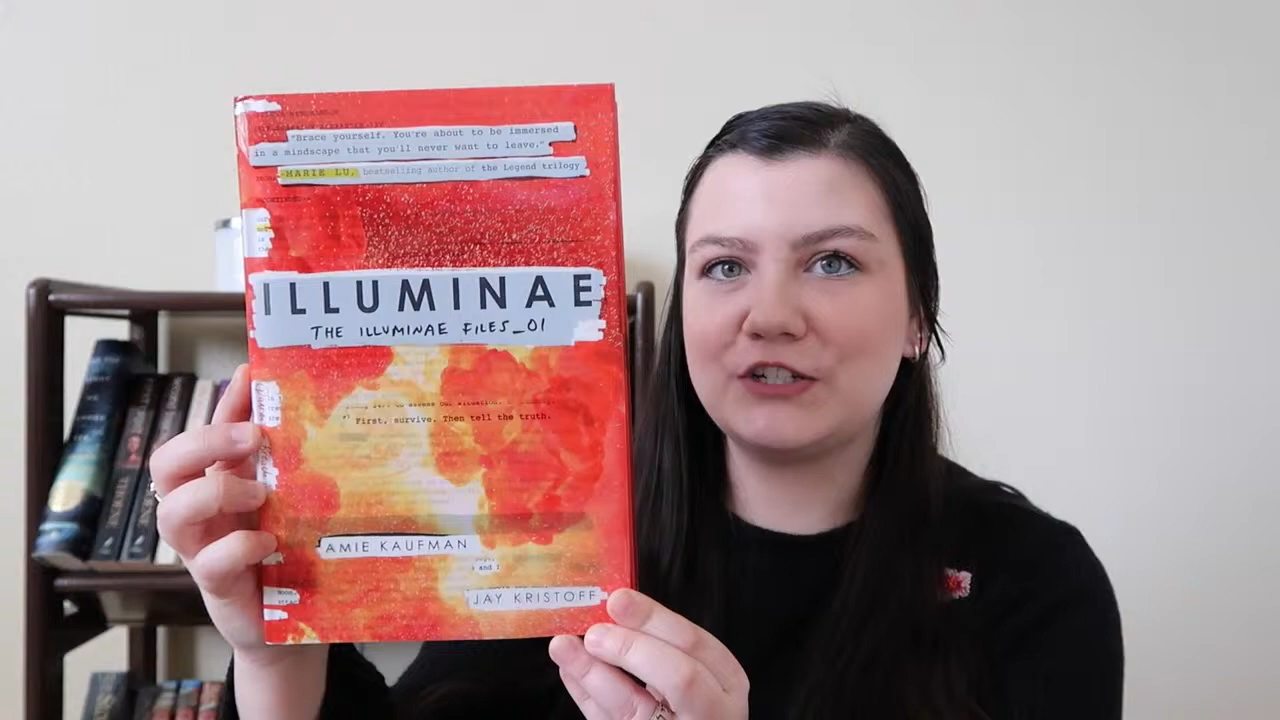 "Brace yourself. You're about to be immersed
in a mindscape that you'll never want to leave."
-MARIE LU, bestselling author of the Legend trilogy
ILLUMINAE
THE ILLUMINAE FILES_01
First, survive. Then tell the truth.
AMIE KAUFMAN
and I
JAY KRISTOFF